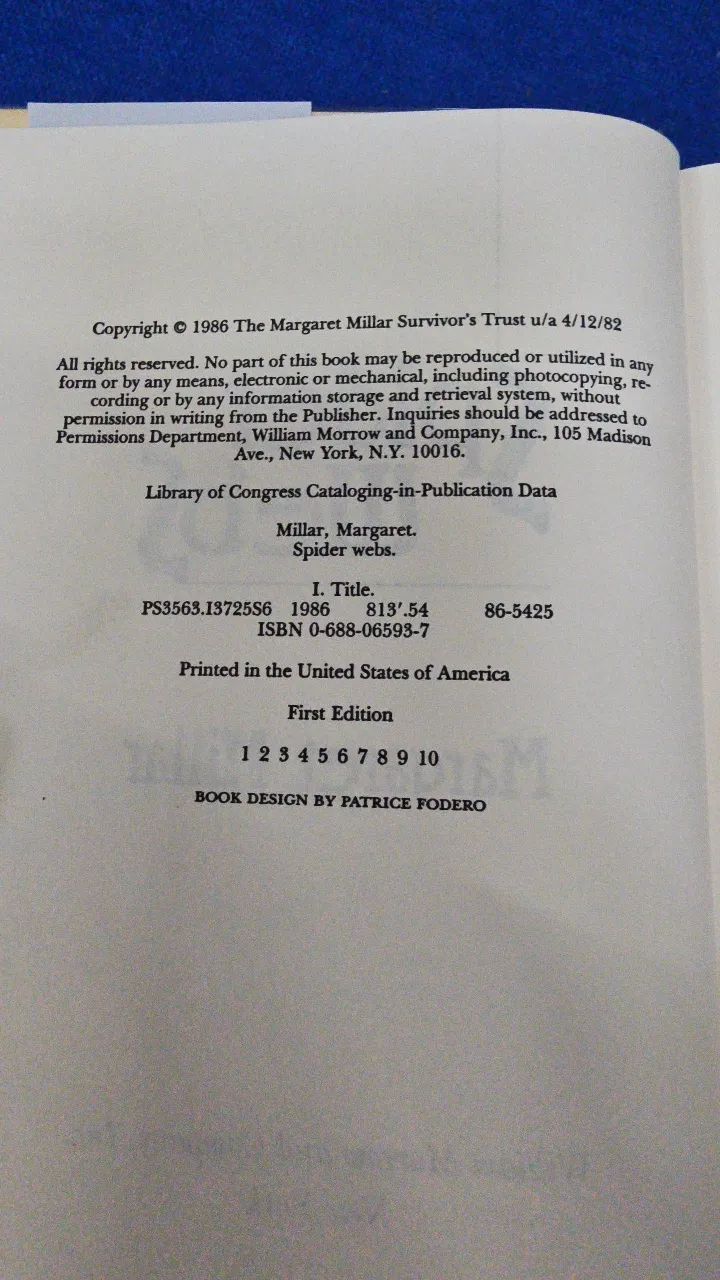 Copyright © 1986 The Margaret Millar Survivor's Trust u/a 4/12/82
All rights reserved. No part of this book may be reproduced or utilized in any
form or by any means, electronic or mechanical, including photocopying, re-
cording or by any information storage and retrieval system, without
permission in writing from the Publisher. Inquiries should be addressed to
Permissions Department, William Morrow and Company, Inc., 105 Madison
Ave., New York, N.Y. 10016.
Library of Congress Cataloging-in-Publication Data
Millar, Margaret.
Spider webs.
I. Title.
PS3563.I3725S6 1986 813'.54 86-5425
ISBN 0-688-06593-7
Printed in the United States of America
First Edition
1 2 3 4 5 6 7 8 9 10
BOOK DESIGN BY PATRICE FODERO